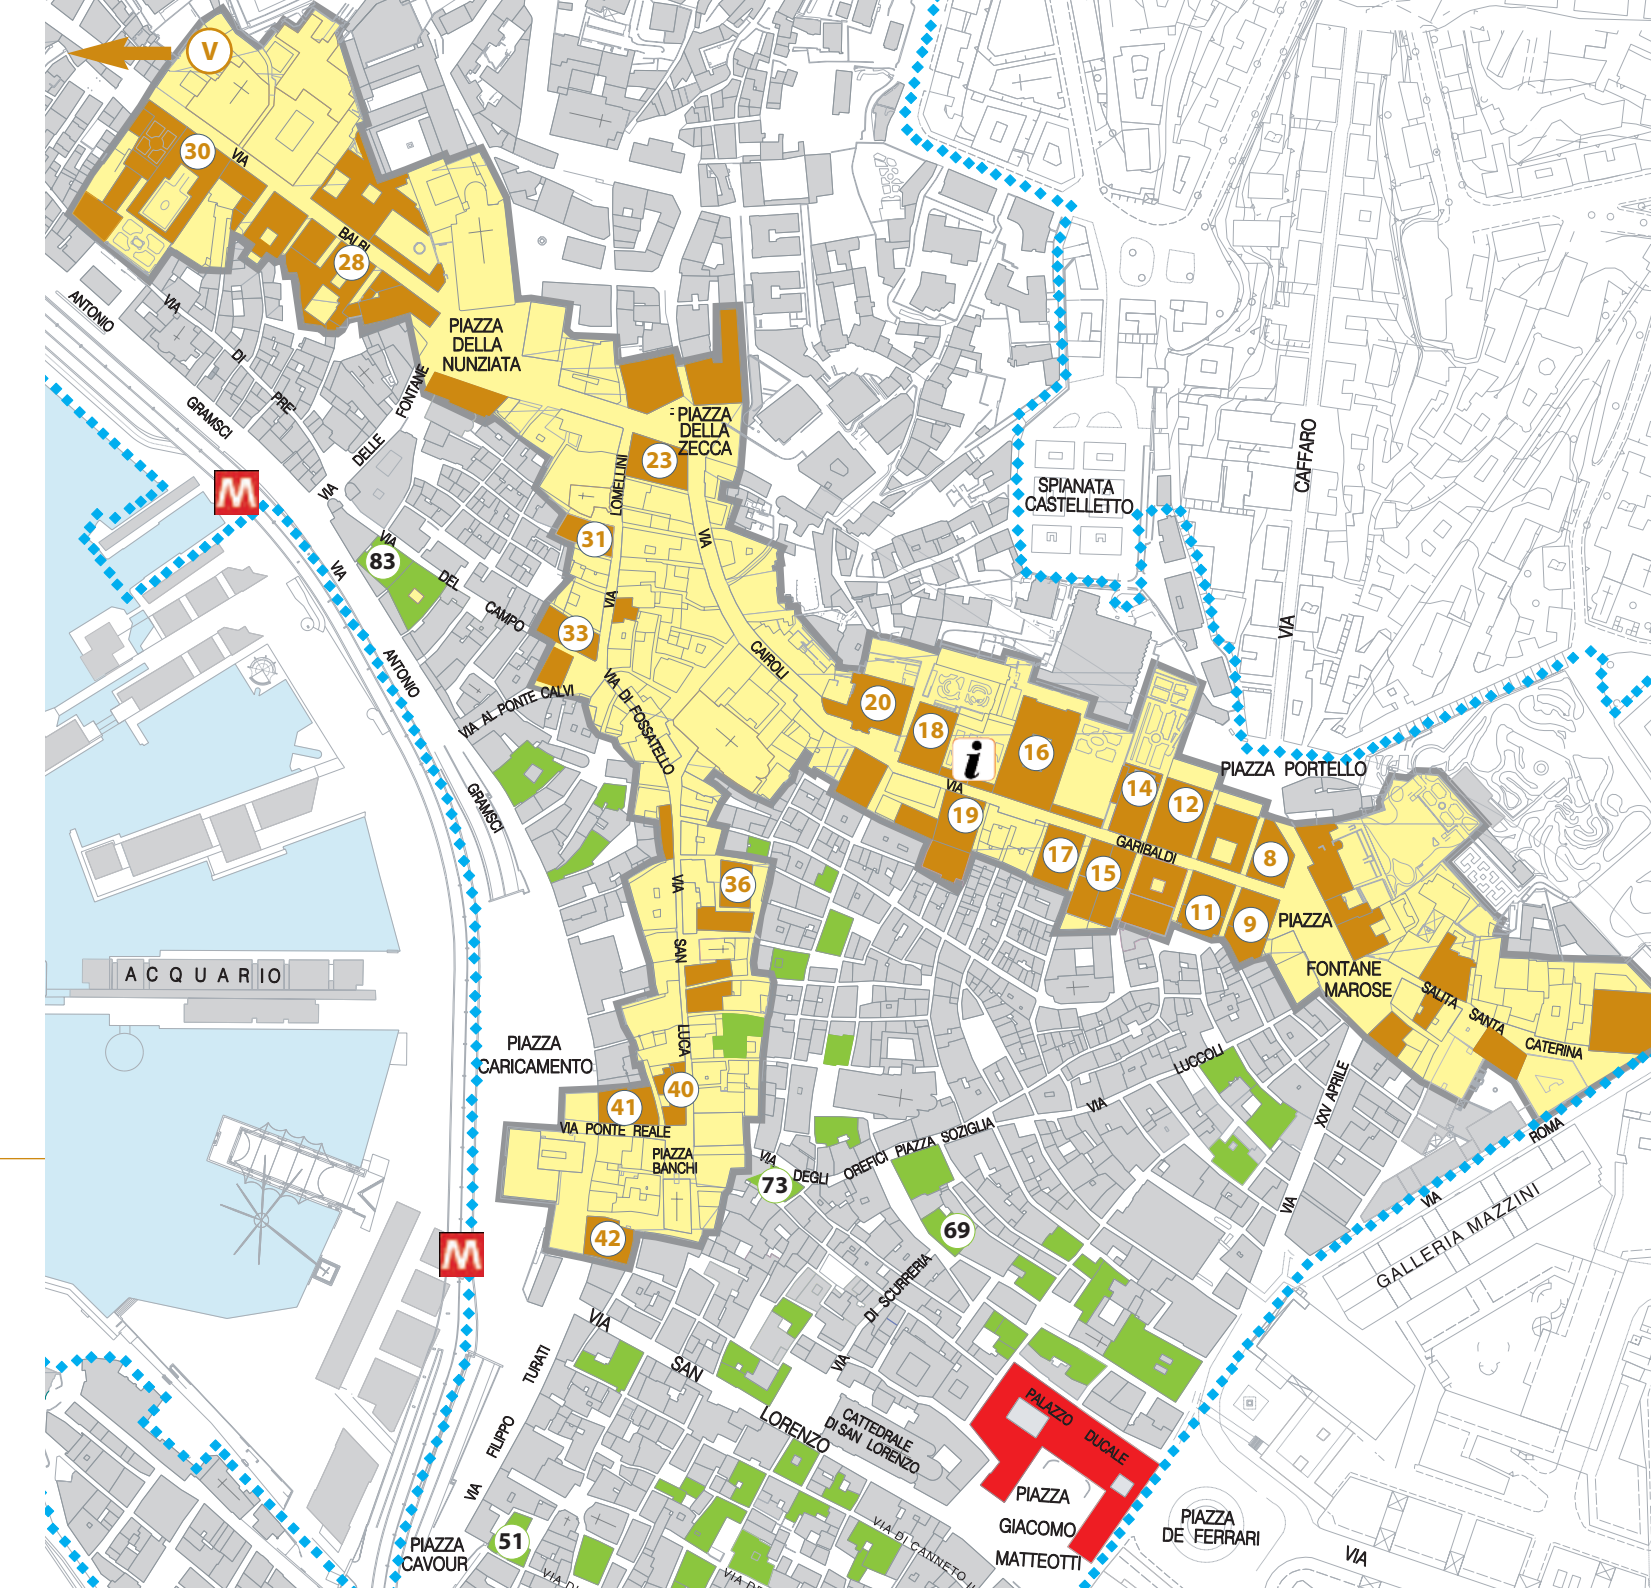 V
30
VIA
BALBI
28
ANTONIO
VIA
DI
PRE'
GRAMSCI
PIAZZA
DELLA
NUNZIATA
FONTANE
DELLE
VIA
PIAZZA
DELLA
ZECCA
23
LOMELLINI
VIA
31
VIA
M
VIA
83
DEL
CAMPO
VIA
33
VIA
ANTONIO
GRAMSCI
VIA AL PONTE CALVI
VIA DI FOSSATELLO
CAIROLI
SPIANATA
CASTELLETTO
CAFFARO
VIA
20
18
i
16
VIA
19
14
12
PIAZZA PORTELLO
17
15
GARIBALDI
8
11
9
PIAZZA
FONTANE
MAROSE
SALITA
SANTA
CATERINA
36
VIA
SAN
LUCA
ACQUARIO
PIAZZA
CARICAMENTO
40
41
VIA PONTE REALE
PIAZZA
BANCHI
42
VIA
DEGLI
OREFICI
PIAZZA SOZIGLIA
VIA
LUCCOLI
XXV APRILE
VIA
ROMA
VIA
GALLERIA MAZZINI
73
69
M
DI SCURRERIA
VIA
VIA
SAN
LORENZO
TURATI
FILIPPO
VIA
CATTEDRALE
DI SAN LORENZO
PALAZZO
DUCALE
PIAZZA
GIACOMO
MATTEOTTI
PIAZZA
DE FERRARI
VIA
PIAZZA
CAVOUR
51
VIA DI CANNETO IL